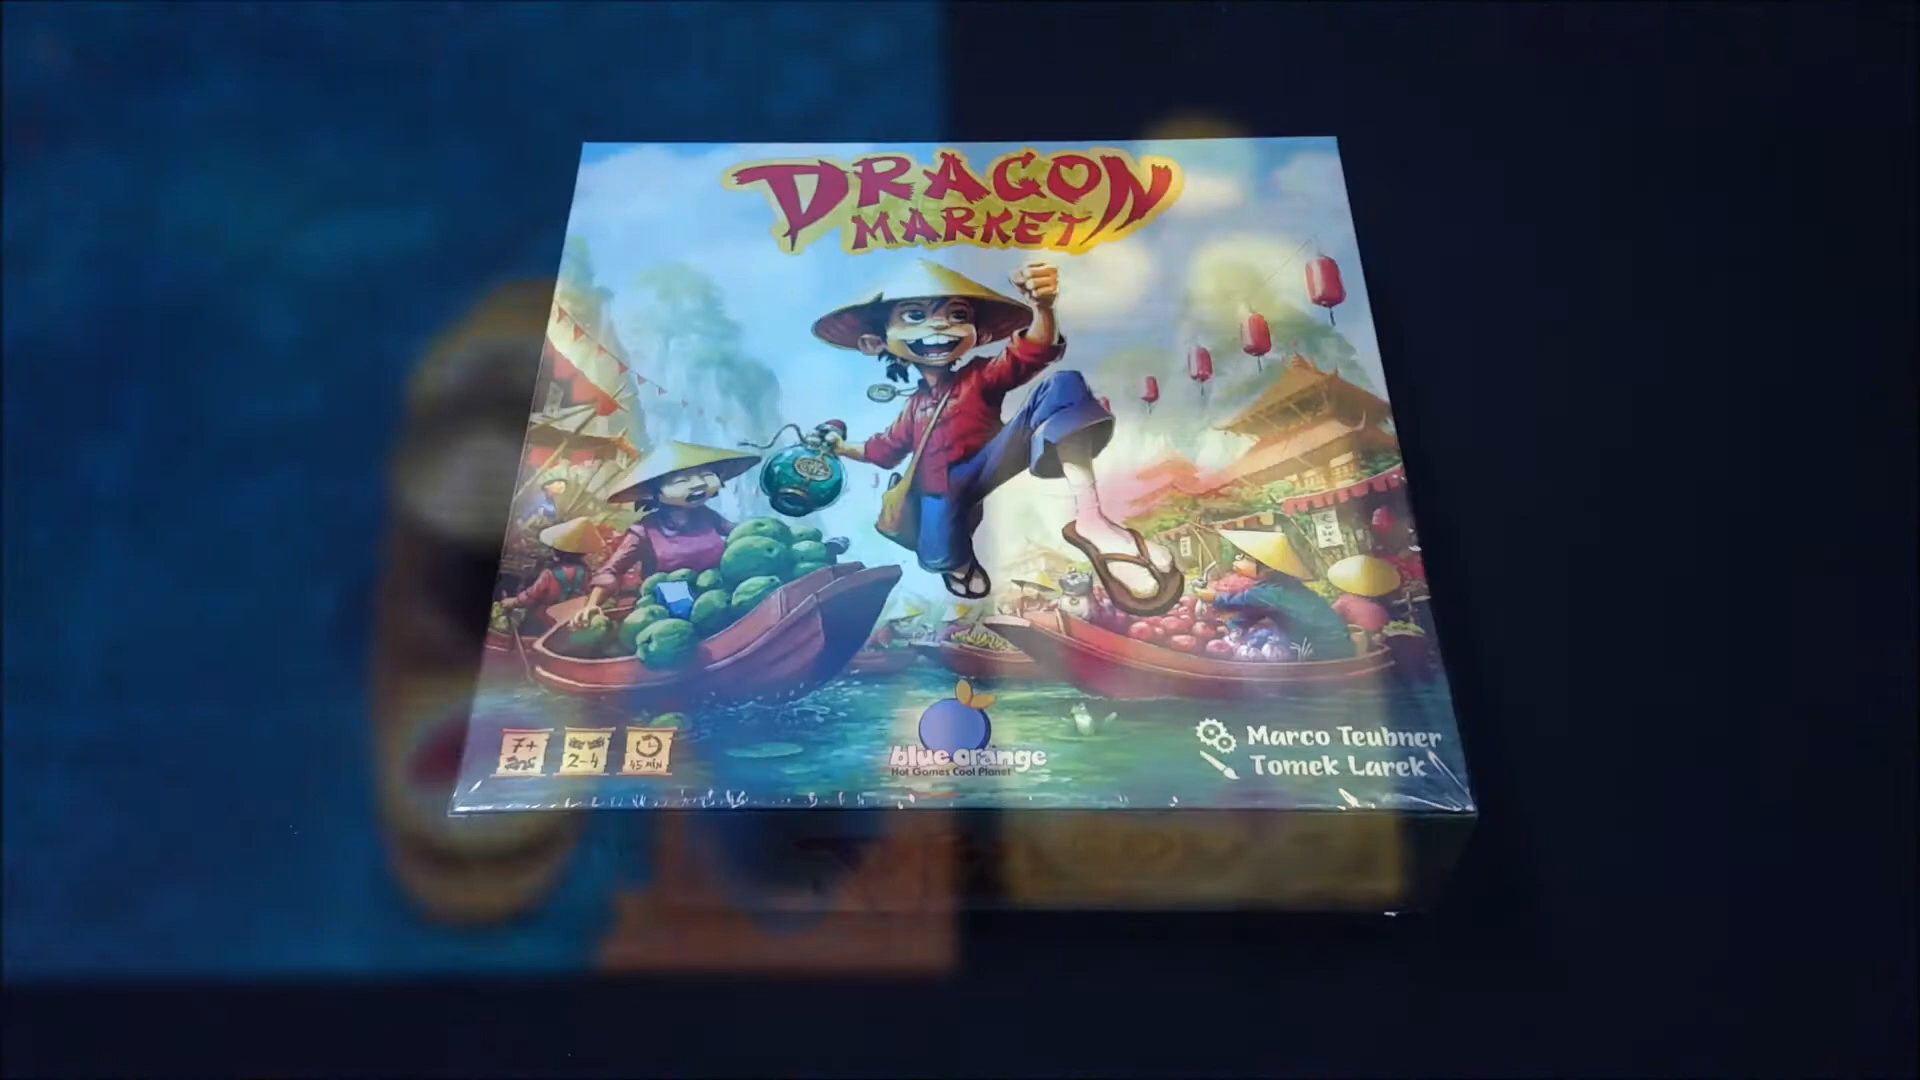 DRAGON
MARKET
7+
2-4
45 MIN
blue orange
Hot Games Cool Planet
Marco Teubner
Tomek Larek